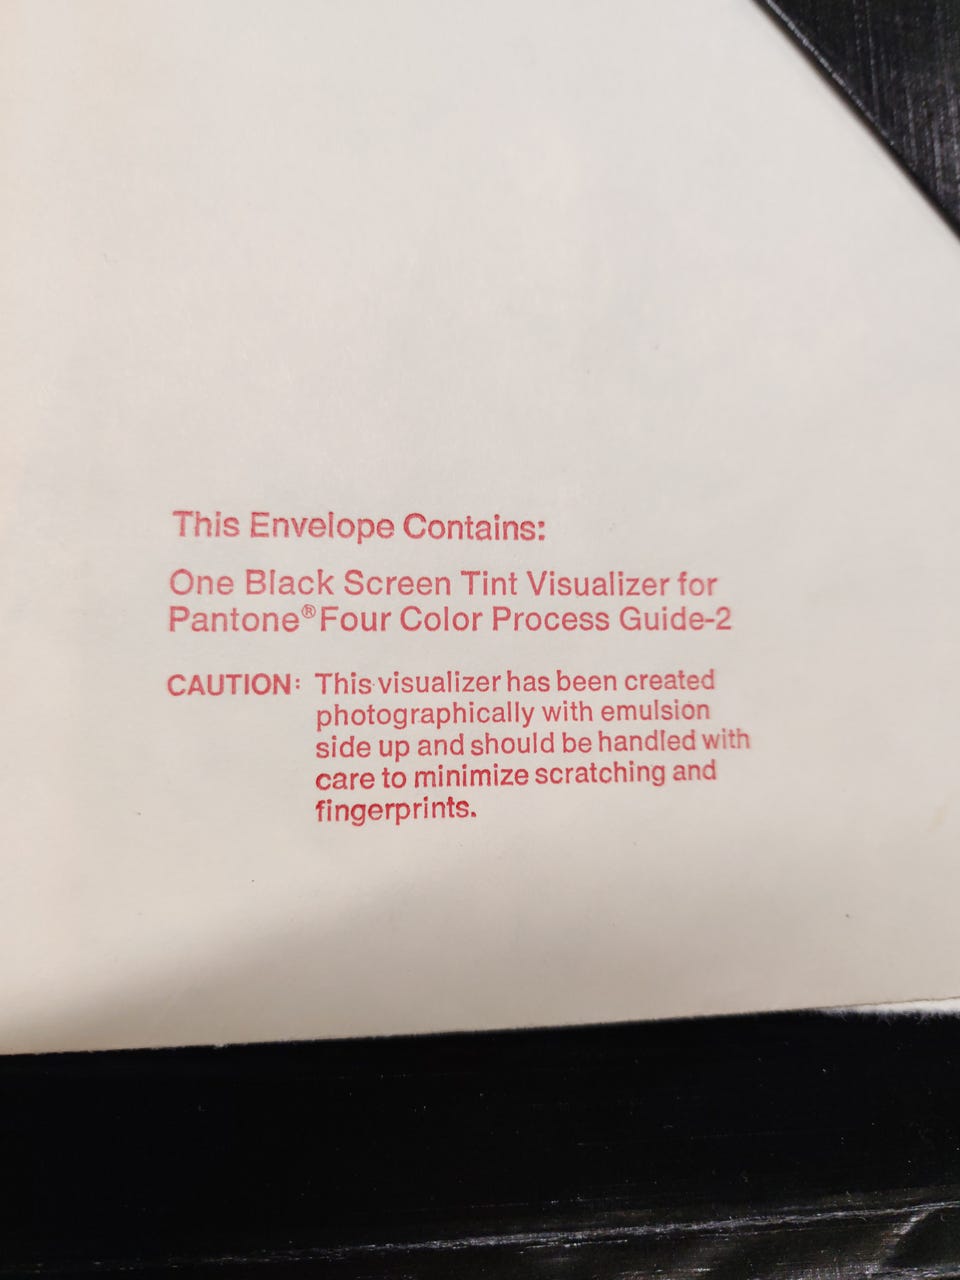 This Envelope Contains:
One Black Screen Tint Visualizer for
Pantone® Four Color Process Guide-2
CAUTION: This visualizer has been created
photographically with emulsion
side up and should be handled with
care to minimize scratching and
fingerprints.